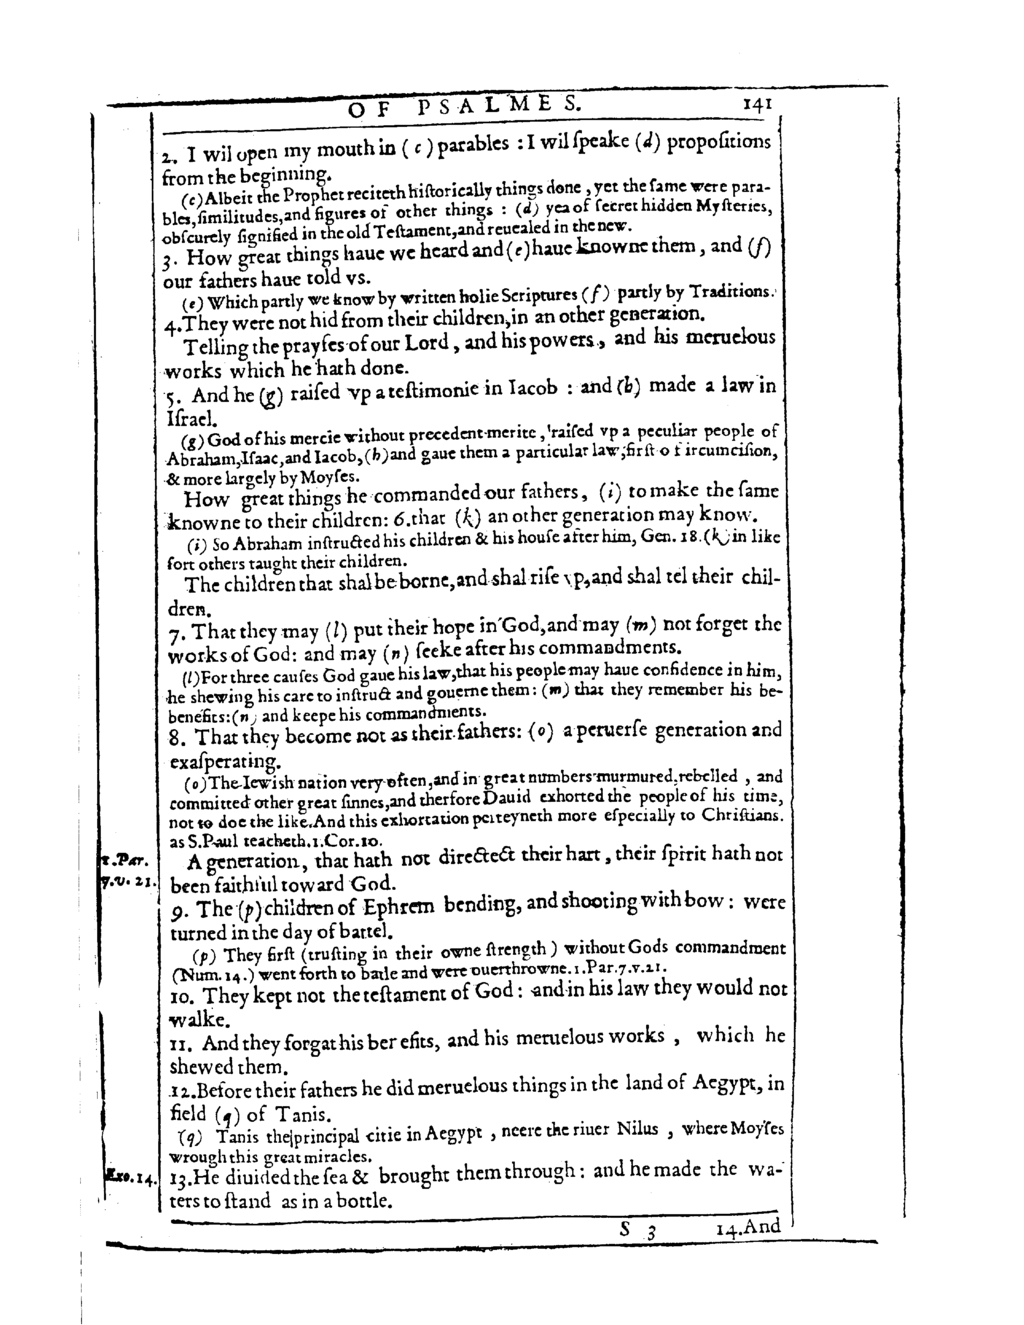 OF PSALMES. 141
2. I wil open my mouth in (c) parables : I wil ſpeake (d) propoſitions
from the beginning.
(c) Albeit the Prophet reciteth hiſtorically things done, yet the ſame were para-
bles, ſimilitudes, and figures of other things : (d) yea of ſecret hidden Myſteries,
obſcurely ſignified in the old Teſtament, and reuealed in the new.
3. How great things haue we heard and (e) haue knowne them, and (f)
our fathers haue told vs.
(e) Which partly we know by written holie Scriptures (f) partly by Traditions.
4. They were not hid from their children, in an other generation.
Telling the prayſes of our Lord, and his powers, and his meruelous
works which he hath done.
5. And he (g) raiſed vp a teſtimonie in Iacob : and (h) made a law in
Iſrael.
(g) God of his mercie without precedent merite, raiſed vp a peculiar people of
Abraham, Iſaac, and Iacob, (h) and gaue them a particular law; firſt o f ircumciſion,
& more largely by Moyſes.
How great things he commanded our fathers, (i) to make the ſame
knowne to their children: 6. that (k) an other generation may know.
(i) So Abraham inſtructed his children & his houſe after him, Gen. 18. (k) in like
ſort others taught their children.
The children that shal be borne, and shal riſe vp, and shal tel their chil-
dren.
7. That they may (l) put their hope in God, and may (m) not forget the
works of God: and may (n) ſeeke after his commandments.
(l) For three cauſes God gaue his law, that his people may haue confidence in him,
he shewing his care to inſtruct and gouerne them: (m) that they remember his be-
benefits: (n) and keepe his commandments.
8. That they become not as their fathers: (o) a peruerſe generation and
exaſperating.
(o) The Iewish nation very often, and in great numbers murmured, rebelled, and
committed other great ſinnes, and therfore Dauid exhorted the people of his time,
not to doe the like. And this exhortation perteyneth more eſpecially to Chriſtians.
as S. Paul teacheth. 1. Cor. 10.
1. Par. A generation, that hath not directect their hart, their ſpirit hath not
7. v. 21. been faithful toward God.
9. The (p) children of Ephrem bending, and shooting with bow : were
turned in the day of battel.
(p) They firſt (truſting in their owne ſtrength) without Gods commandment
(Num. 14.) went forth to batle and were ouerthrowne. 1. Par. 7. v. 21.
10. They kept not the teſtament of God : and in his law they would not
walke.
11. And they forgat his ber efits, and his meruelous works, which he
shewed them.
12. Before their fathers he did meruelous things in the land of Aegypt, in
field (q) of Tanis.
(q) Tanis the principal citie in Aegypt, neere the riuer Nilus, where Moyſes
wrough this great miracles.
Exo. 14. 13. He diuided the ſea & brought them through : and he made the wa-
ters to ſtand as in a bottle.
S 3 14. And